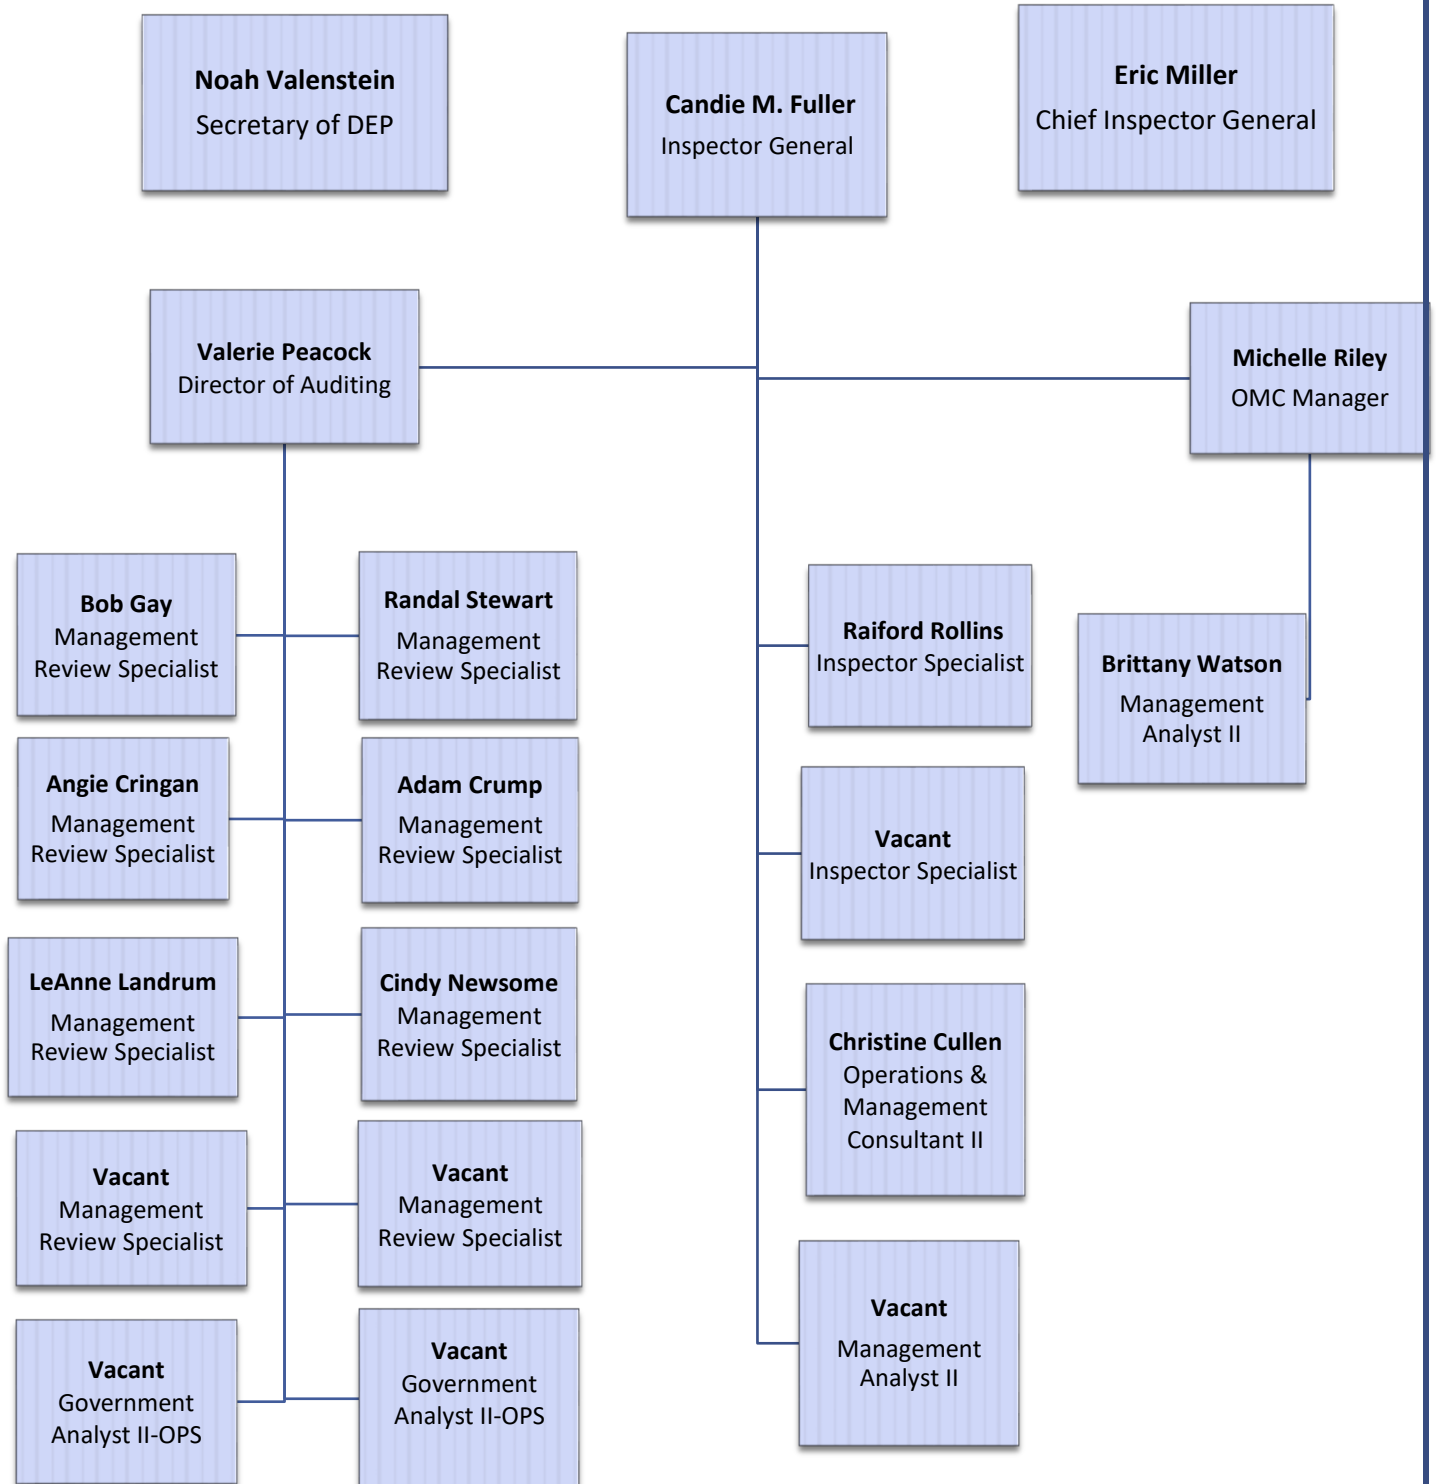 Noah Valenstein
Secretary of DEP
Candie M. Fuller
Inspector General
Eric Miller
Chief Inspector General
Valerie Peacock
Director of Auditing
Michelle Riley
OMC Manager
Bob Gay
Management
Review Specialist
Randal Stewart
Management
Review Specialist
Raiford Rollins
Inspector Specialist
Brittany Watson
Management
Analyst II
Angie Cringan
Management
Review Specialist
Adam Crump
Management
Review Specialist
Vacant
Inspector Specialist
LeAnne Landrum
Management
Review Specialist
Cindy Newsome
Management
Review Specialist
Christine Cullen
Operations &
Management
Consultant II
Vacant
Management
Review Specialist
Vacant
Management
Review Specialist
Vacant
Management
Analyst II
Vacant
Government
Analyst II-OPS
Vacant
Government
Analyst II-OPS